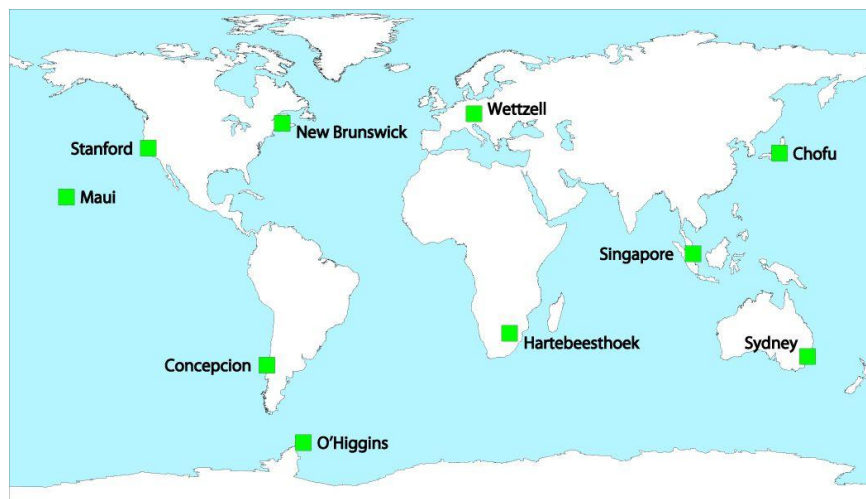 Wettzell
New Brunswick
Stanford
Chofu
Maui
Singapore
Hartebeesthoek
Sydney
Concepcion
O'Higgins